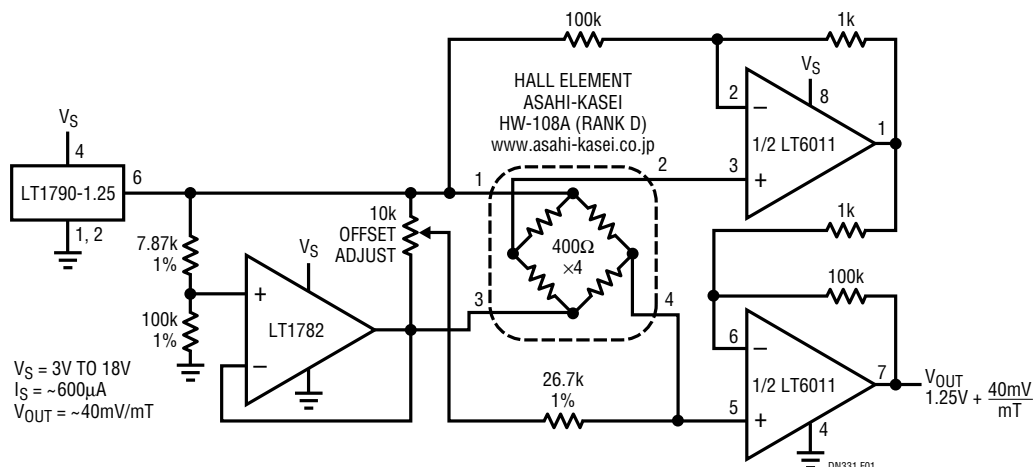 100k
1k
HALL ELEMENT
ASAHI-KASEI
HW-108A (RANK D)
www.asahi-kasei.co.jp
VS
2
–
8
1
1/2 LT6011
3
+
2
VS
4
LT1790-1.25
6
1, 2
1
10k
OFFSET
ADJUST
7.87k
1%
400Ω
×4
1k
VS
+
LT1782
–
3
4
100k
100k
1%
VS = 3V TO 18V
IS = ~600µA
VOUT = ~40mV/mT
26.7k
1%
6
–
7
1/2 LT6011
5
+
4
VOUT
1.25V + 40mV/mT
DN331 F01